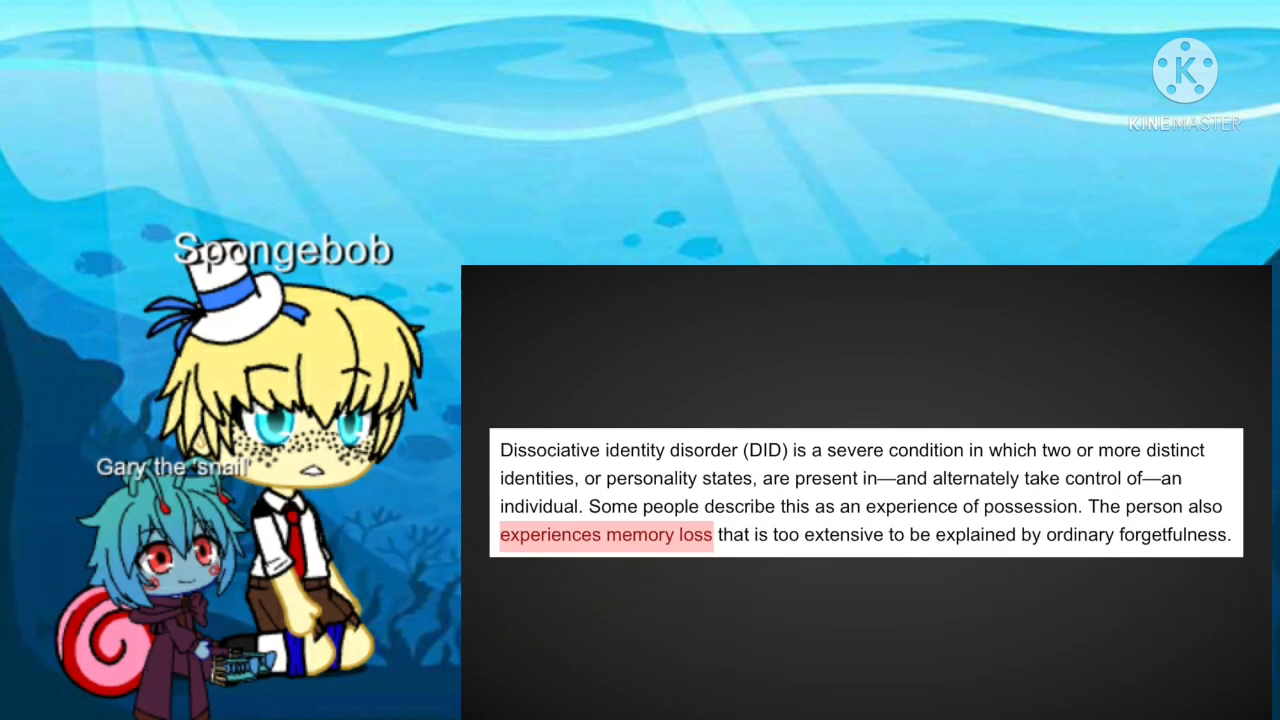 KINEMASTER
Spongebob
Gary the 'snail'
Dissociative identity disorder (DID) is a severe condition in which two or more distinct
identities, or personality states, are present in—and alternately take control of—an
individual. Some people describe this as an experience of possession. The person also
experiences memory loss that is too extensive to be explained by ordinary forgetfulness.